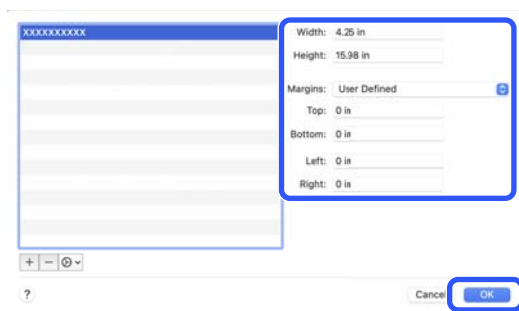 XXXXXXXXXX
Width: 4.25 in
Height: 15.98 in
Margins: User Defined
Top: 0 in
Bottom: 0 in
Left: 0 in
Right: 0 in
+ −
?
Cancel OK